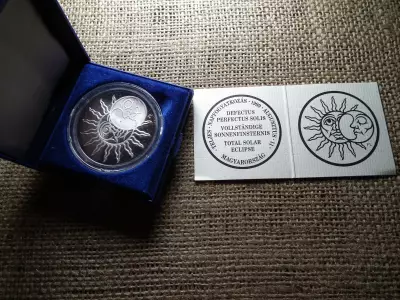 TELJES NAPFOGYATKOZÁS · 1999 · AUGUSZTUS 11.
DEFECTUS
PERFECTUS SOLIS
VOLLSTÄNDIGE
SONNENFINSTERNIS
TOTAL SOLAR
ECLIPSE
MAGYARORSZÁG